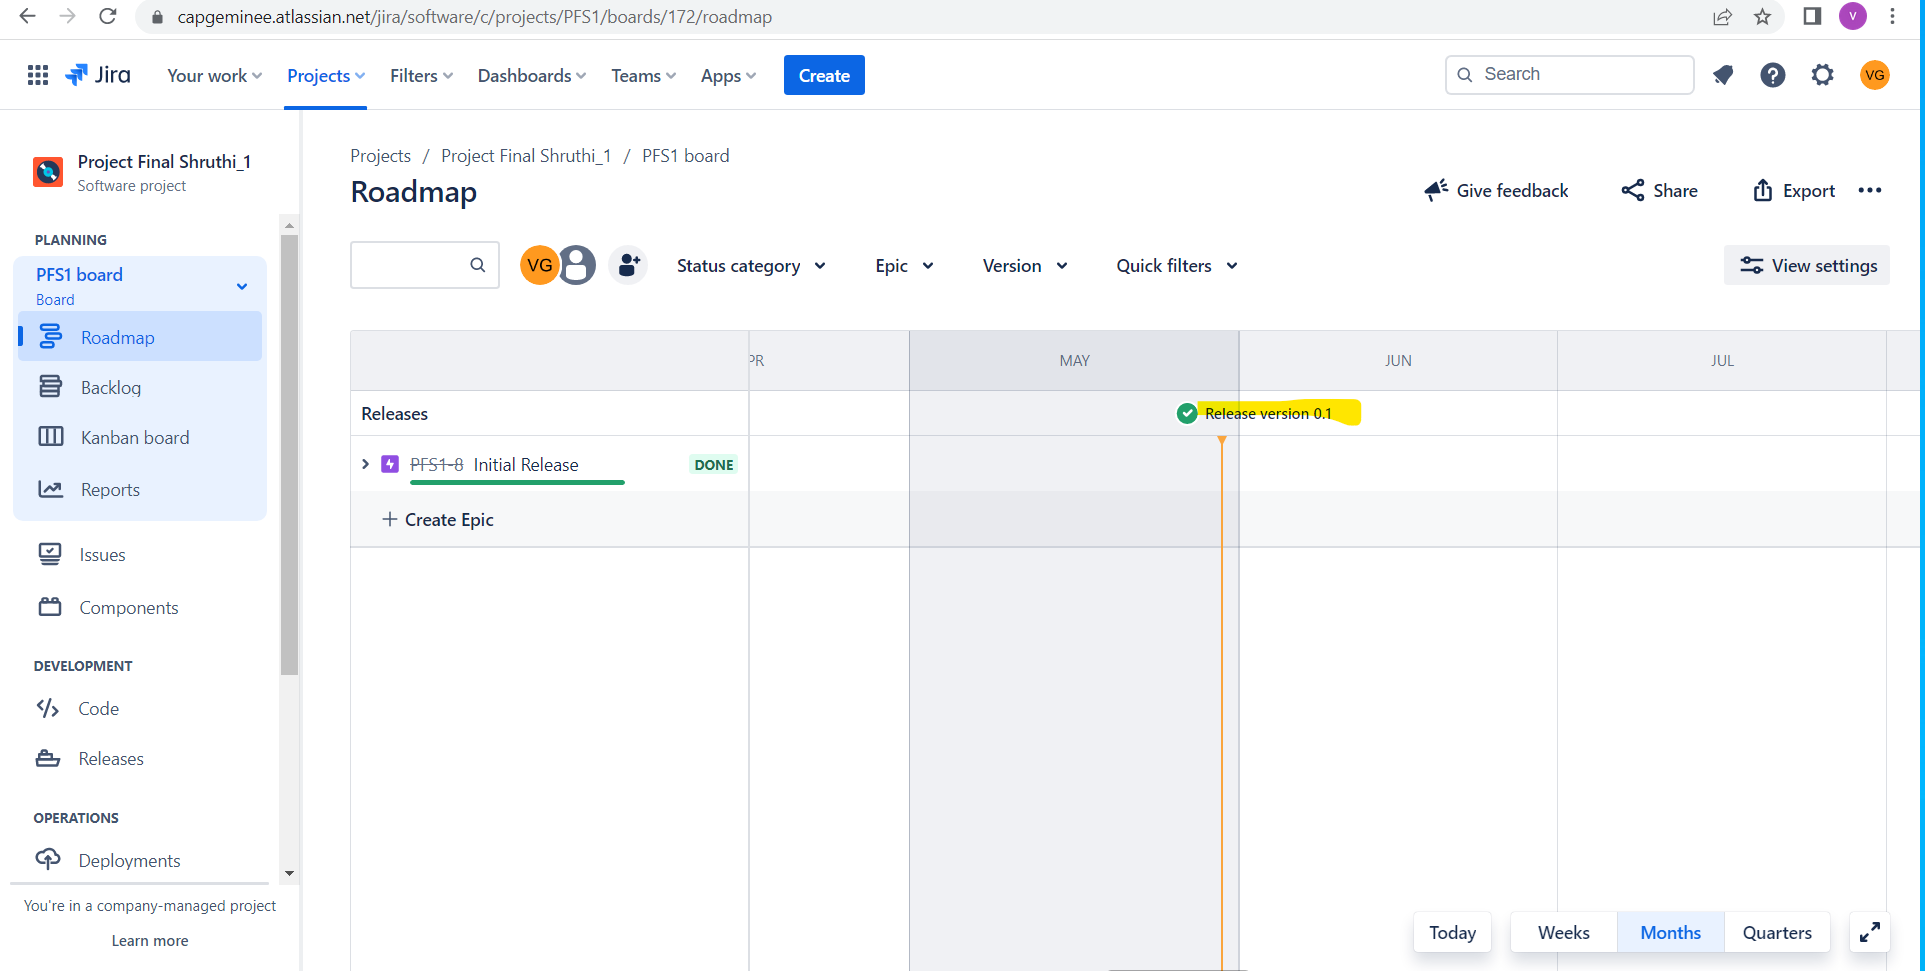 capgeminee.atlassian.net/jira/software/c/projects/PFS1/boards/172/roadmap
V
Jira
Your work
Projects
Filters
Dashboards
Teams
Apps
Create
Search
VG
Project Final Shruthi_1
Software project
PLANNING
PFS1 board
Board
Roadmap
Backlog
Kanban board
Reports
Issues
Components
DEVELOPMENT
Code
Releases
OPERATIONS
Deployments
You're in a company-managed project
Learn more
Projects / Project Final Shruthi_1 / PFS1 board
Roadmap
Give feedback
Share
Export
VG
Status category
Epic
Version
Quick filters
View settings
PR
MAY
JUN
JUL
Releases
Release version 0.1
PFS1-8 Initial Release
DONE
Create Epic
Today
Weeks
Months
Quarters